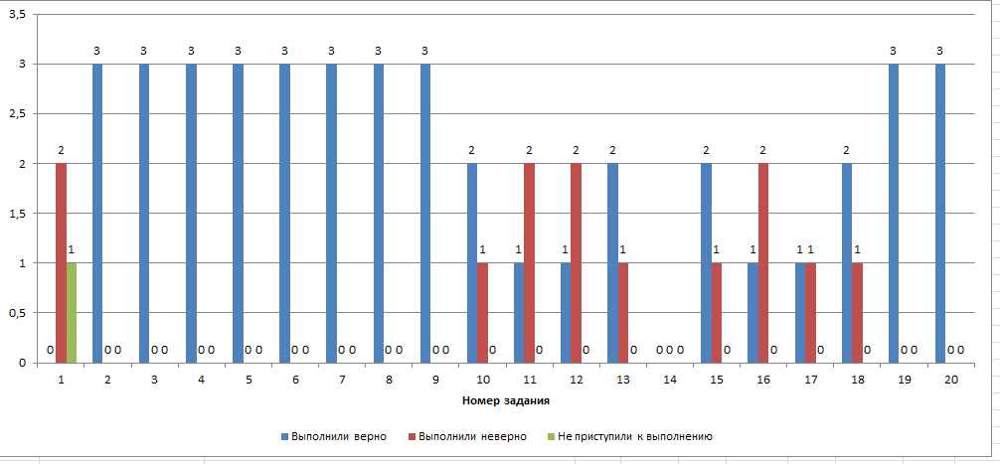 3,5
3 3 3 3 3 3 3 3 3 3
3
2,5
2 2 2 2 2 2 2 2
2
1,5
1 1 1 1 1 1 1 1 1 1 1
1
0,5
0 0 0 0 0 0 0 0 0 0 0 0 0 0 0 0 0 0 0 0 0 0 0 0 0 0 0 0 0 0 0 0 0
0
1 2 3 4 5 6 7 8 9 10 11 12 13 14 15 16 17 18 19 20
Номер задания
Выполнили верно Выполнили неверно Не приступили к выполнению